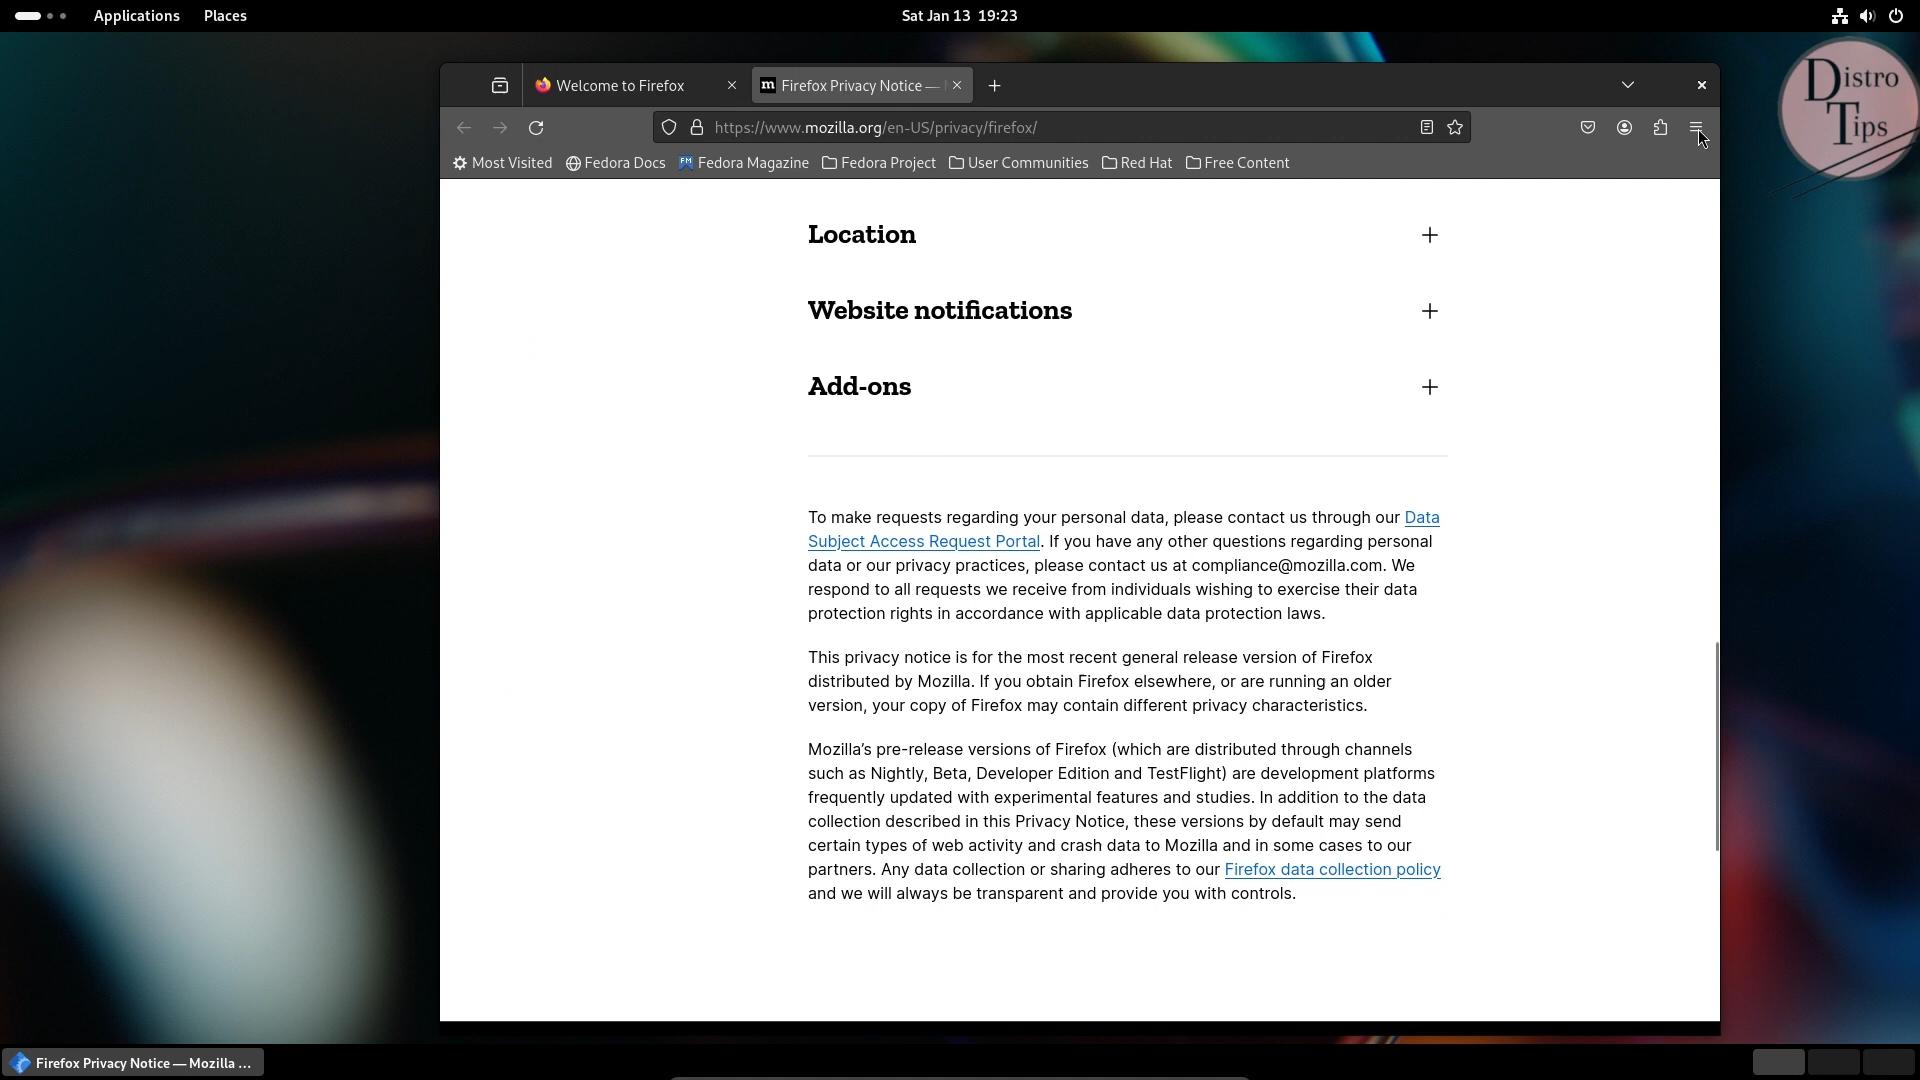 Applications Places
Sat Jan 13 19:23
Distro
Tips
Welcome to Firefox
m Firefox Privacy Notice —
https://www.mozilla.org/en-US/privacy/firefox/
Most Visited Fedora Docs FM Fedora Magazine Fedora Project User Communities Red Hat Free Content
Location
Website notifications
Add-ons
To make requests regarding your personal data, please contact us through our Data
Subject Access Request Portal. If you have any other questions regarding personal
data or our privacy practices, please contact us at compliance@mozilla.com. We
respond to all requests we receive from individuals wishing to exercise their data
protection rights in accordance with applicable data protection laws.
This privacy notice is for the most recent general release version of Firefox
distributed by Mozilla. If you obtain Firefox elsewhere, or are running an older
version, your copy of Firefox may contain different privacy characteristics.
Mozilla’s pre-release versions of Firefox (which are distributed through channels
such as Nightly, Beta, Developer Edition and TestFlight) are development platforms
frequently updated with experimental features and studies. In addition to the data
collection described in this Privacy Notice, these versions by default may send
certain types of web activity and crash data to Mozilla and in some cases to our
partners. Any data collection or sharing adheres to our Firefox data collection policy
and we will always be transparent and provide you with controls.
Firefox Privacy Notice — Mozilla ...